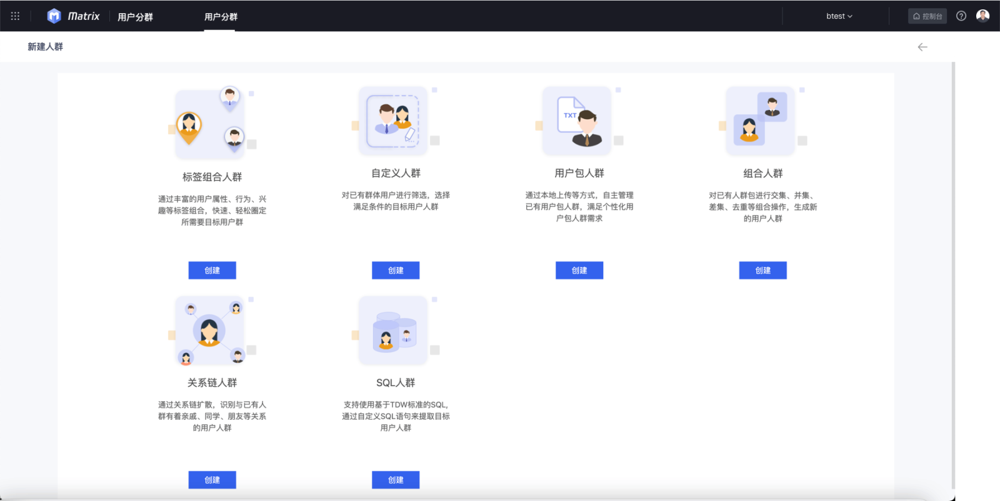 Matrix
用户分群
用户分群
btest
控制台
新建人群
标签组合人群
通过丰富的用户属性、行为、兴
趣等标签组合，快速、轻松圈定
所需要目标用户群
创建
自定义人群
对已有群体用户进行筛选，选择
满足条件的目标用户人群
创建
TXT
用户包人群
通过本地上传等方式，自主管理
已有用户包人群，满足个性化用
户包人群需求
创建
组合人群
对已有人群包进行交集、并集、
差集、去重等组合操作，生成新
的用户人群
创建
关系链人群
通过关系链扩散，识别与已有人
群有着亲戚、同学、朋友等关系
的用户人群
创建
SQL人群
支持使用基于TDW标准的SQL,
通过自定义SQL语句来提取目标
用户人群
创建